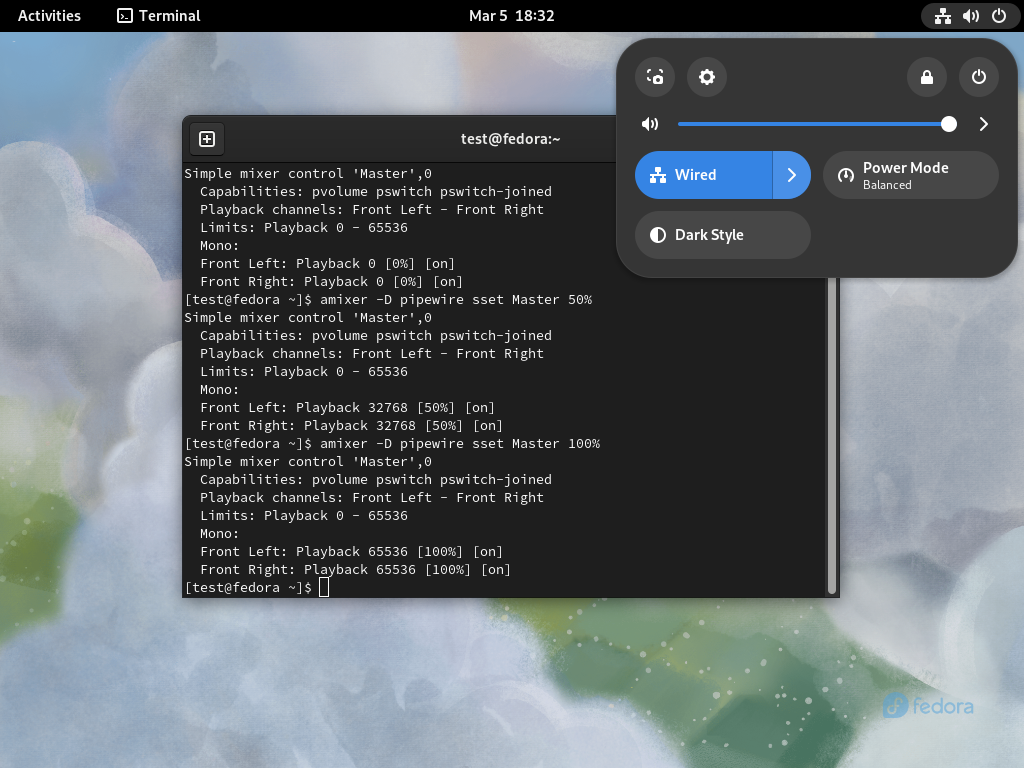 Activities
Terminal
Mar 5 18:32
Wired
Power Mode
Balanced
Dark Style
test@fedora:~
Simple mixer control 'Master',0
  Capabilities: pvolume pswitch pswitch-joined
  Playback channels: Front Left - Front Right
  Limits: Playback 0 - 65536
  Mono:
  Front Left: Playback 0 [0%] [on]
  Front Right: Playback 0 [0%] [on]
[test@fedora ~]$ amixer -D pipewire sset Master 50%
Simple mixer control 'Master',0
  Capabilities: pvolume pswitch pswitch-joined
  Playback channels: Front Left - Front Right
  Limits: Playback 0 - 65536
  Mono:
  Front Left: Playback 32768 [50%] [on]
  Front Right: Playback 32768 [50%] [on]
[test@fedora ~]$ amixer -D pipewire sset Master 100%
Simple mixer control 'Master',0
  Capabilities: pvolume pswitch pswitch-joined
  Playback channels: Front Left - Front Right
  Limits: Playback 0 - 65536
  Mono:
  Front Left: Playback 65536 [100%] [on]
  Front Right: Playback 65536 [100%] [on]
[test@fedora ~]$
fedora